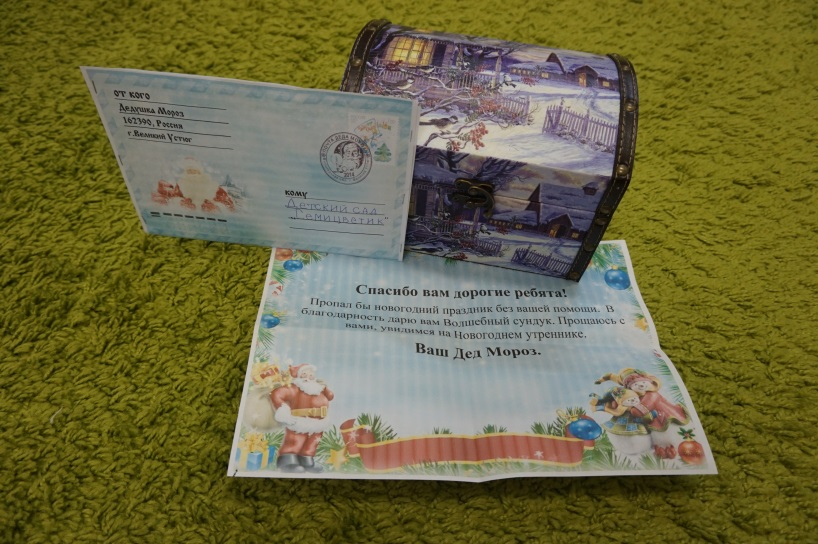 от кого
Дедушка Мороз
162390, Россия
г.Великий Устюг
кому
Детский сад
"Семицветик"
Спасибо вам дорогие ребята!
Пропал бы новогодний праздник без вашей помощи. В
благодарность дарю вам Волшебный сундук. Прощаюсь с
вами, увидимся на Новогоднем утреннике.
Ваш Дед Мороз.